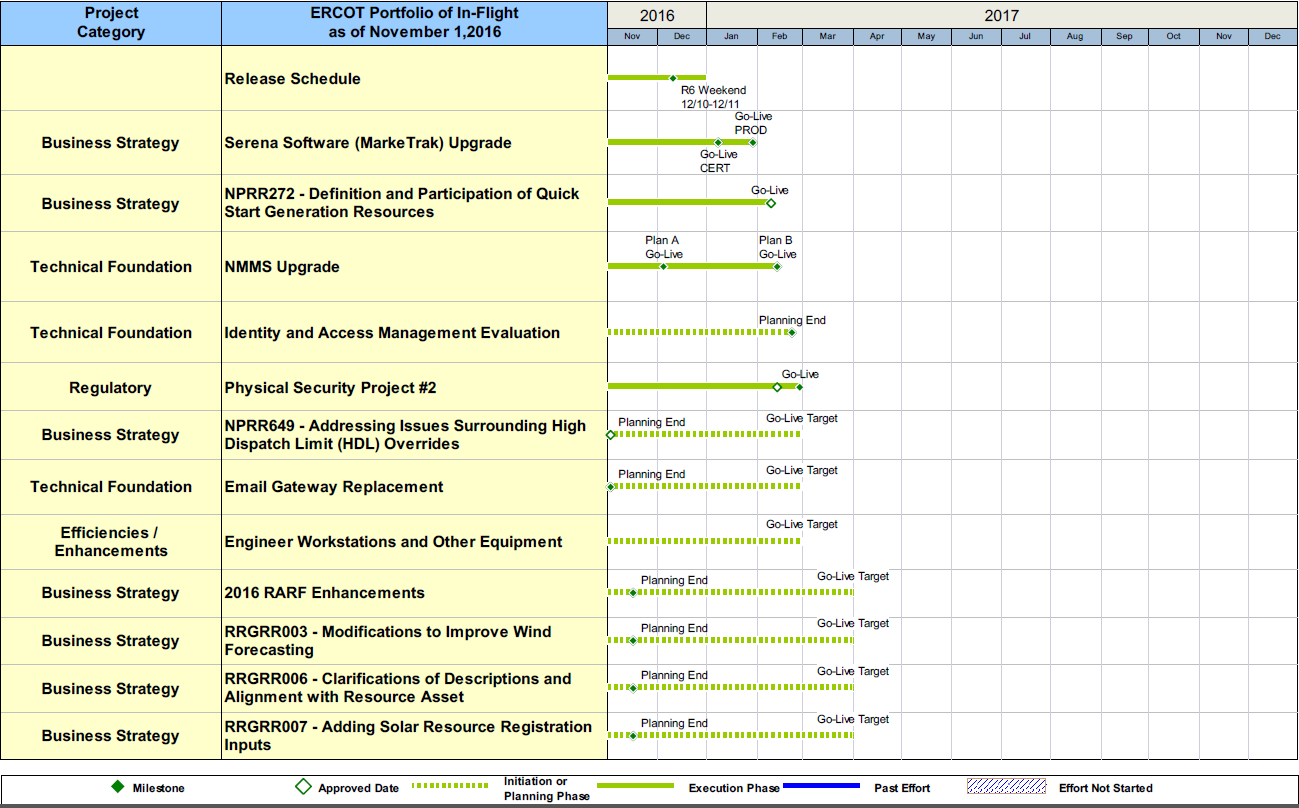 Project
Category
ERCOT Portfolio of In-Flight
as of November 1,2016
2016
2017
Nov
Dec
Jan
Feb
Mar
Apr
May
Jun
Jul
Aug
Sep
Oct
Nov
Dec
Release Schedule
R6 Weekend
12/10-12/11
Business Strategy
Serena Software (MarkeTrak) Upgrade
Go-Live
PROD
Go-Live
CERT
Business Strategy
NPRR272 - Definition and Participation of Quick
Start Generation Resources
Go-Live
Technical Foundation
NMMS Upgrade
Plan A
Go-Live
Plan B
Go-Live
Technical Foundation
Identity and Access Management Evaluation
Planning End
Regulatory
Physical Security Project #2
Go-Live
Business Strategy
NPRR649 - Addressing Issues Surrounding High
Dispatch Limit (HDL) Overrides
Planning End
Go-Live Target
Technical Foundation
Email Gateway Replacement
Planning End
Go-Live Target
Efficiencies /
Enhancements
Engineer Workstations and Other Equipment
Go-Live Target
Business Strategy
2016 RARF Enhancements
Planning End
Go-Live Target
Business Strategy
RRGRR003 - Modifications to Improve Wind
Forecasting
Planning End
Go-Live Target
Business Strategy
RRGRR006 - Clarifications of Descriptions and
Alignment with Resource Asset
Planning End
Go-Live Target
Business Strategy
RRGRR007 - Adding Solar Resource Registration
Inputs
Planning End
Go-Live Target
Milestone
Approved Date
Initiation or
Planning Phase
Execution Phase
Past Effort
Effort Not Started